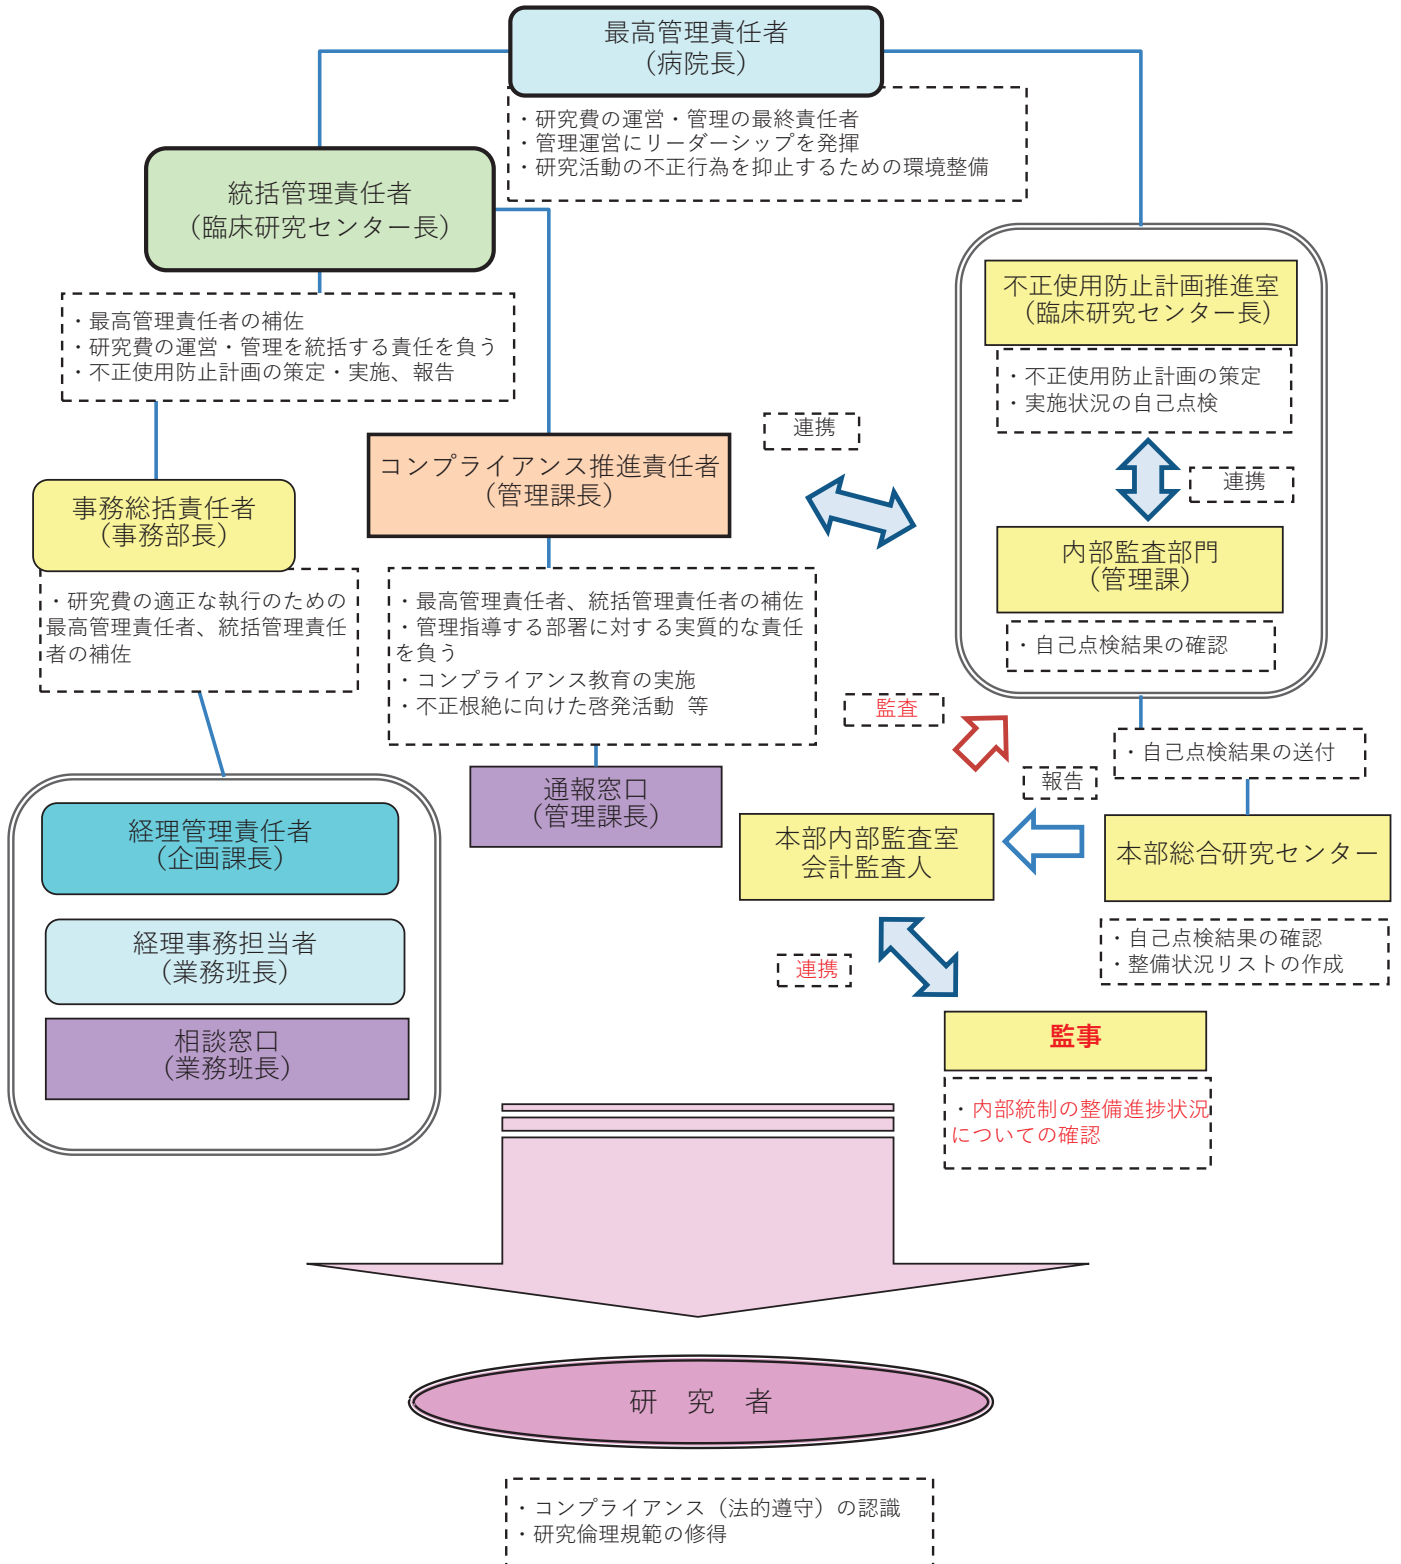 最高管理責任者
（病院長）
・研究費の運営・管理の最終責任者
・管理運営にリーダーシップを発揮
・研究活動の不正行為を抑止するための環境整備
統括管理責任者
（臨床研究センター長）
・最高管理責任者の補佐
・研究費の運営・管理を統括する責任を負う
・不正使用防止計画の策定・実施、報告
不正使用防止計画推進室
（臨床研究センター長）
・不正使用防止計画の策定
・実施状況の自己点検
連携
内部監査部門
（管理課）
・自己点検結果の確認
連携
コンプライアンス推進責任者
（管理課長）
事務総括責任者
（事務部長）
・研究費の適正な執行のための
最高管理責任者、統括管理責任
者の補佐
・最高管理責任者、統括管理責任者の補佐
・管理指導する部署に対する実質的な責任
を負う
・コンプライアンス教育の実施
・不正根絶に向けた啓発活動 等
監査
・自己点検結果の送付
報告
通報窓口
（管理課長）
経理管理責任者
（企画課長）
経理事務担当者
（業務班長）
相談窓口
（業務班長）
本部内部監査室
会計監査人
本部総合研究センター
・自己点検結果の確認
・整備状況リストの作成
連携
監事
・内部統制の整備進捗状況
についての確認
研 究 者
・コンプライアンス（法的遵守）の認識
・研究倫理規範の修得